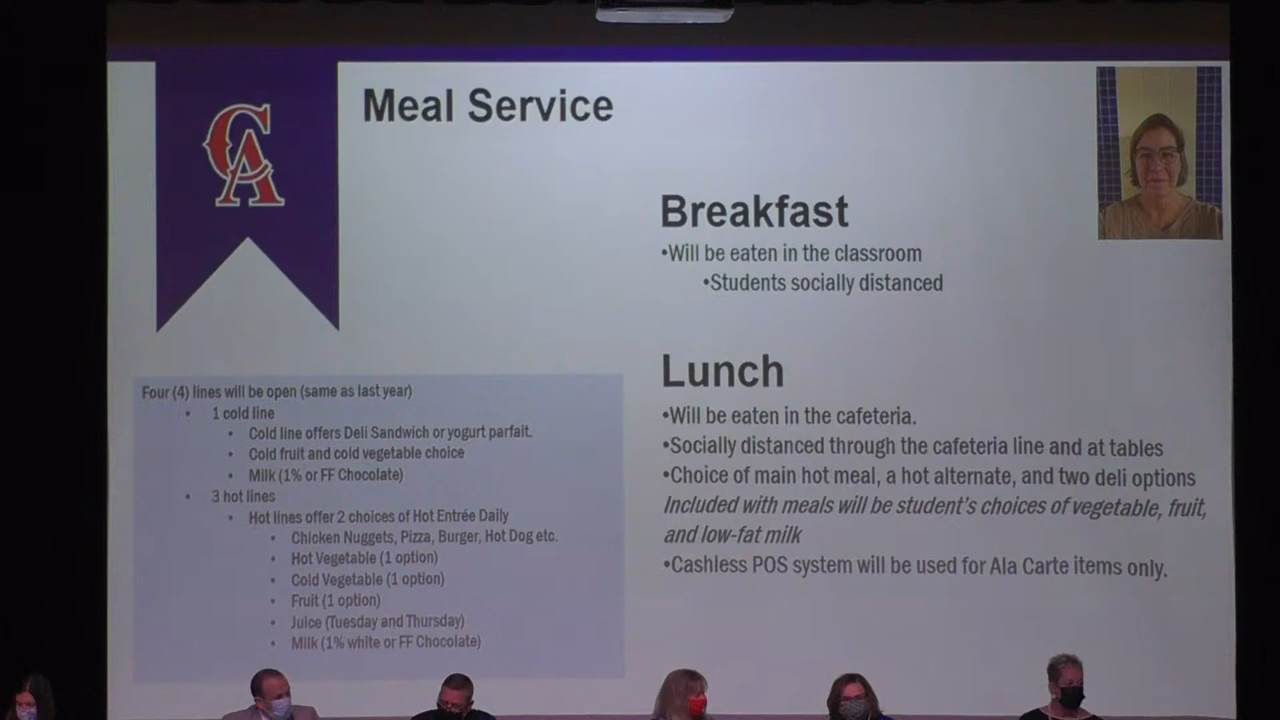 CA
Meal Service
Breakfast
•Will be eaten in the classroom
•Students socially distanced
Lunch
•Will be eaten in the cafeteria.
•Socially distanced through the cafeteria line and at tables
•Choice of main hot meal, a hot alternate, and two deli options
Included with meals will be student's choices of vegetable, fruit,
and low-fat milk
•Cashless POS system will be used for Ala Carte items only.
Four (4) lines will be open (same as last year)
• 1 cold line
• Cold line offers Deli Sandwich or yogurt parfait.
• Cold fruit and cold vegetable choice
• Milk (1% or FF Chocolate)
• 3 hot lines
• Hot lines offer 2 choices of Hot Entrée Daily
• Chicken Nuggets, Pizza, Burger, Hot Dog etc.
• Hot Vegetable (1 option)
• Cold Vegetable (1 option)
• Fruit (1 option)
• Juice (Tuesday and Thursday)
• Milk (1% white or FF Chocolate)